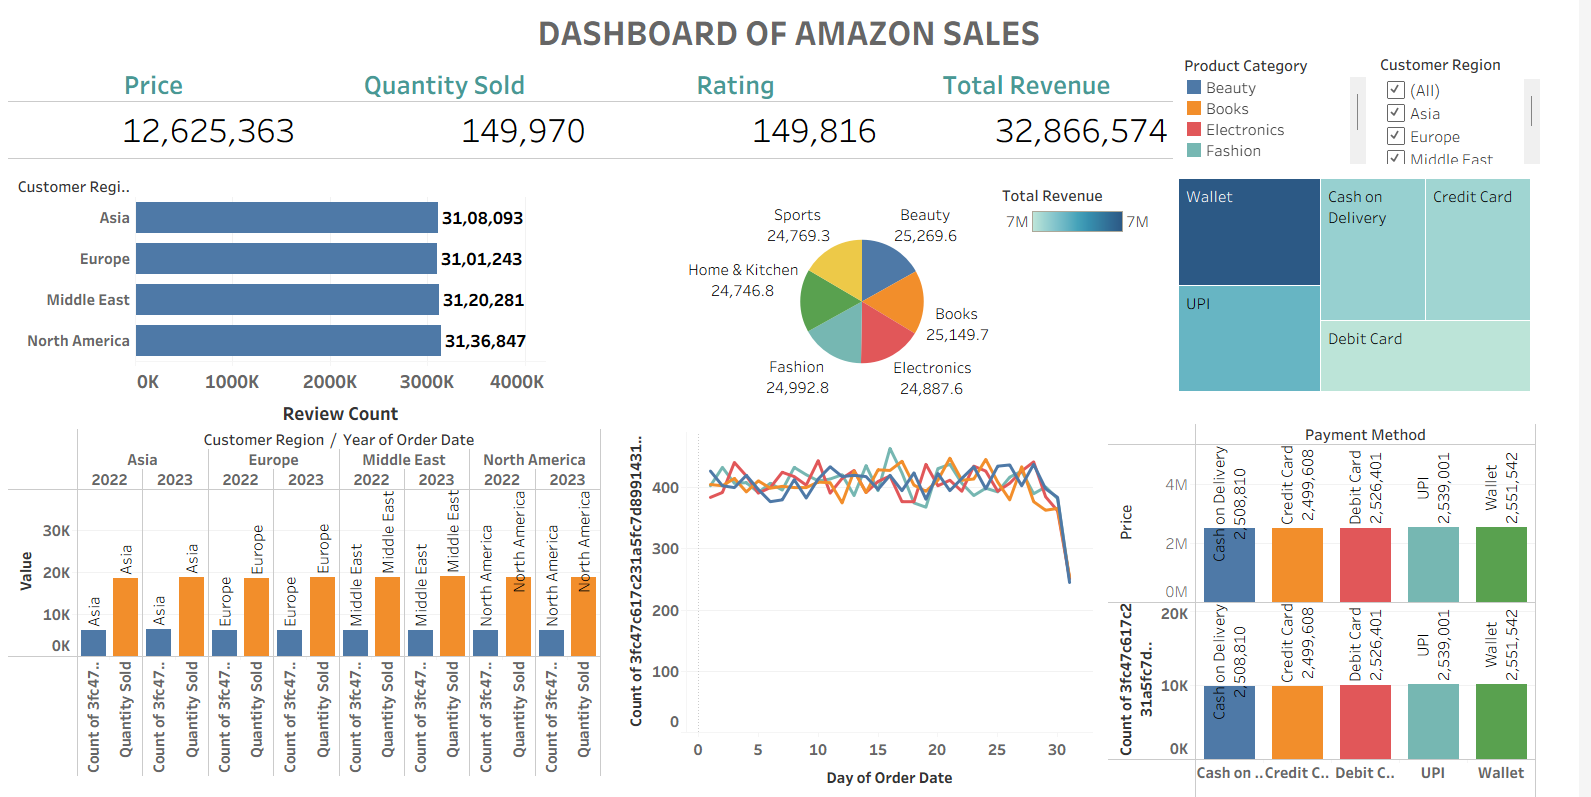 DASHBOARD OF AMAZON SALES
Price
Quantity Sold
Rating
Total Revenue
12,625,363
149,970
149,816
32,866,574
Product Category
Beauty
Books
Electronics
Fashion
Customer Region
(All)
Asia
Europe
Middle East
Customer Regi..
Asia
31,08,093
Europe
31,01,243
Middle East
31,20,281
North America
31,36,847
0K
1000K
2000K
3000K
4000K
Review Count
Sports
24,769.3
Beauty
25,269.6
Home & Kitchen
24,746.8
Books
25,149.7
Fashion
24,992.8
Electronics
24,887.6
Total Revenue
7M
7M
Wallet
Cash on
Delivery
Credit Card
UPI
Debit Card
Customer Region / Year of Order Date
Asia
Europe
Middle East
North America
2022
2023
2022
2023
2022
2023
2022
2023
Value
30K
20K
10K
0K
Asia
Asia
Asia
Asia
Europe
Europe
Europe
Europe
Middle East
Middle East
Middle East
Middle East
North America
North America
North America
North America
Count of 3fc47..
Quantity Sold
Count of 3fc47..
Quantity Sold
Count of 3fc47..
Quantity Sold
Count of 3fc47..
Quantity Sold
Count of 3fc47..
Quantity Sold
Count of 3fc47..
Quantity Sold
Count of 3fc47..
Quantity Sold
Count of 3fc47..
Quantity Sold
Count of 3fc47c617c231a5fc7d8991431..
400
300
200
100
0
0
5
10
15
20
25
30
Day of Order Date
Payment Method
Price
4M
2M
0M
Cash on Delivery
2,508,810
Credit Card
2,499,608
Debit Card
2,526,401
UPI
2,539,001
Wallet
2,551,542
Count of 3fc47c617c2
31a5fc7d..
20K
10K
0K
Cash on Delivery
2,508,810
Credit Card
2,499,608
Debit Card
2,526,401
UPI
2,539,001
Wallet
2,551,542
Cash on ..
Credit C..
Debit C..
UPI
Wallet